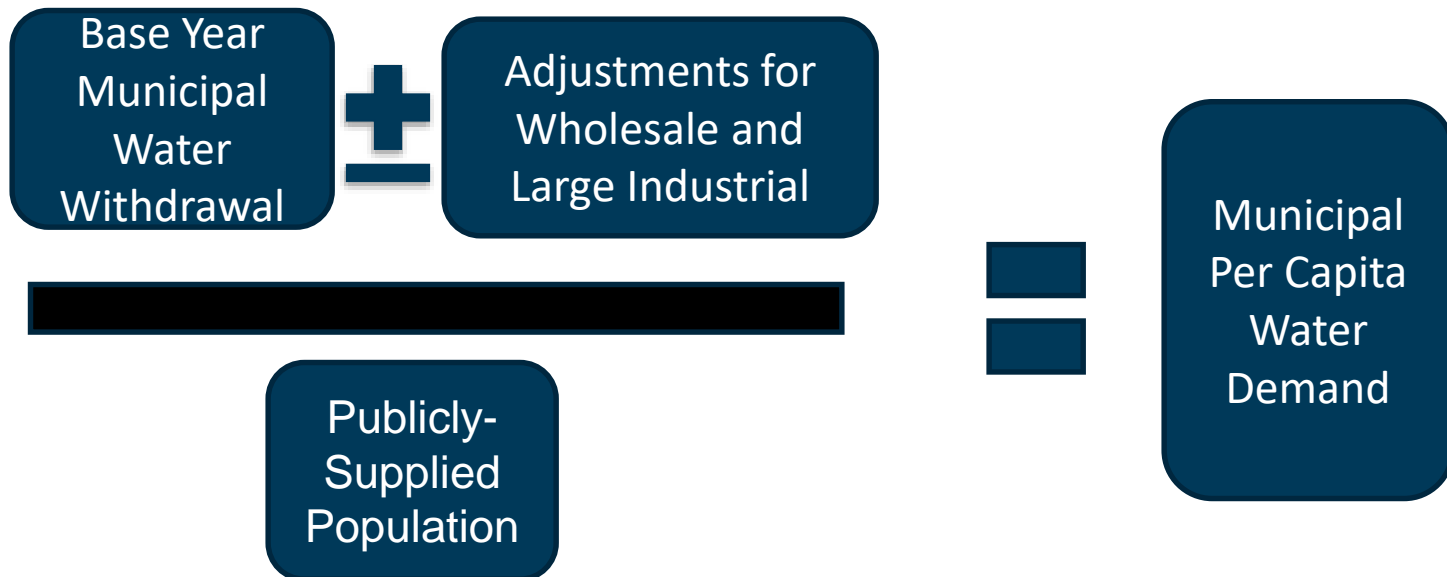 Base Year
Municipal
Water
Withdrawal
±
Adjustments for
Wholesale and
Large Industrial
Publicly-
Supplied
Population
=
Municipal
Per Capita
Water
Demand